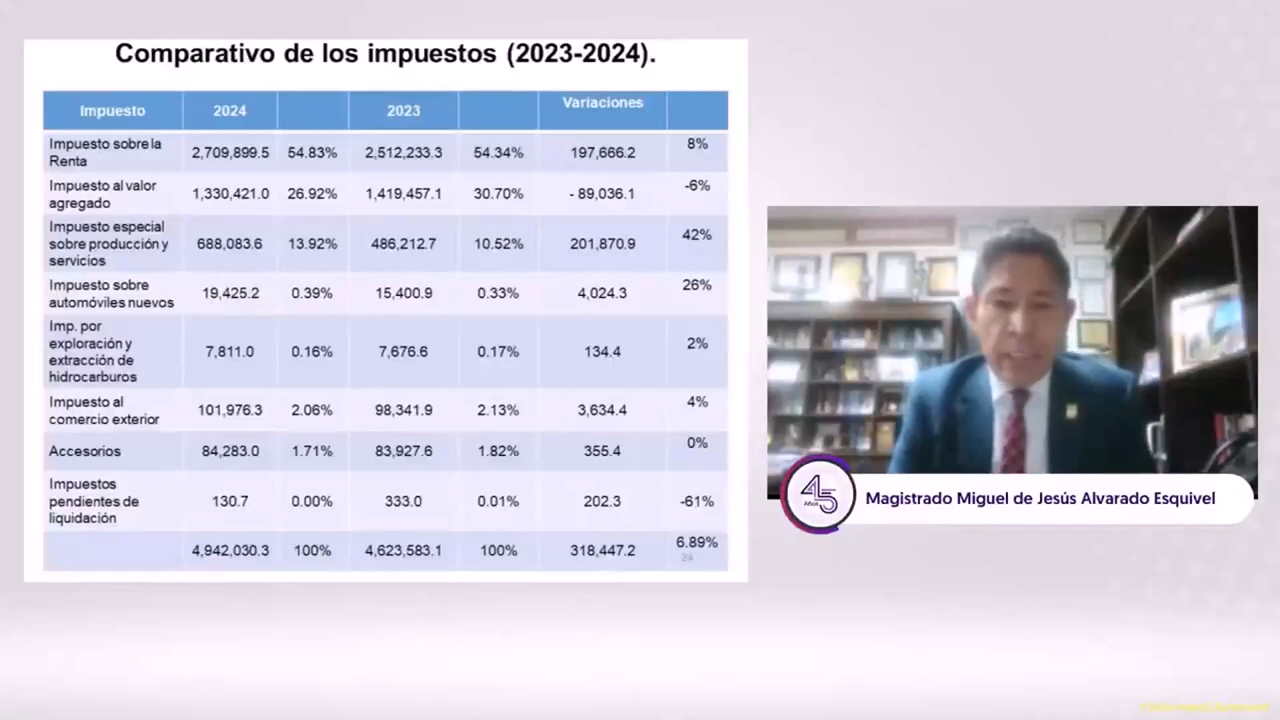 Comparativo de los impuestos (2023-2024).
Impuesto 2024 2023 Variaciones
Impuesto sobre la
Renta
2,709,899.5 54.83% 2,512,233.3 54.34% 197,666.2 8%
Impuesto al valor
agregado
1,330,421.0 26.92% 1,419,457.1 30.70% - 89,036.1 -6%
Impuesto especial
sobre producción y
servicios
688,083.6 13.92% 486,212.7 10.52% 201,870.9 42%
Impuesto sobre
automóviles nuevos
19,425.2 0.39% 15,400.9 0.33% 4,024.3 26%
Imp. por
exploración y
extracción de
hidrocarburos
7,811.0 0.16% 7,676.6 0.17% 134.4 2%
Impuesto al
comercio exterior
101,976.3 2.06% 98,341.9 2.13% 3,634.4 4%
Accesorios 84,283.0 1.71% 83,927.6 1.82% 355.4 0%
Impuestos
pendientes de
liquidación
130.7 0.00% 333.0 0.01% 202.3 -61%
4,942,030.3 100% 4,623,583.1 100% 318,447.2 6.89%
24
45
Años
Magistrado Miguel de Jesús Alvarado Esquivel